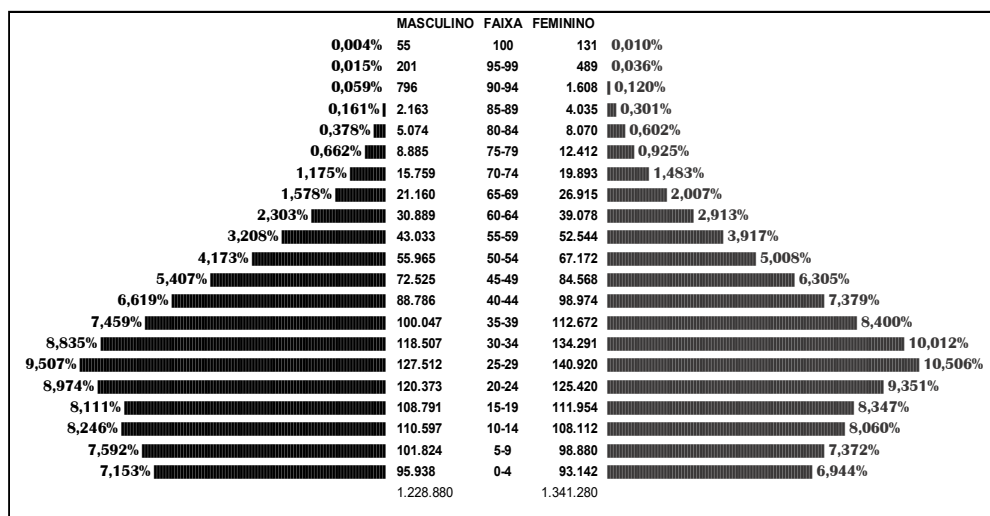 MASCULINO FAIXA FEMININO
0,004% 55 100 131 0,010%
0,015% 201 95-99 489 0,036%
0,059% 796 90-94 1.608 0,120%
0,161% 2.163 85-89 4.035 0,301%
0,378% 5.074 80-84 8.070 0,602%
0,662% 8.885 75-79 12.412 0,925%
1,175% 15.759 70-74 19.893 1,483%
1,578% 21.160 65-69 26.915 2,007%
2,303% 30.889 60-64 39.078 2,913%
3,208% 43.033 55-59 52.544 3,917%
4,173% 55.965 50-54 67.172 5,008%
5,407% 72.525 45-49 84.568 6,305%
6,619% 88.786 40-44 98.974 7,379%
7,459% 100.047 35-39 112.672 8,400%
8,835% 118.507 30-34 134.291 10,012%
9,507% 127.512 25-29 140.920 10,506%
8,974% 120.373 20-24 125.420 9,351%
8,111% 108.791 15-19 111.954 8,347%
8,246% 110.597 10-14 108.112 8,060%
7,592% 101.824 5-9 98.880 7,372%
7,153% 95.938 0-4 93.142 6,944%
1.228.880 1.341.280